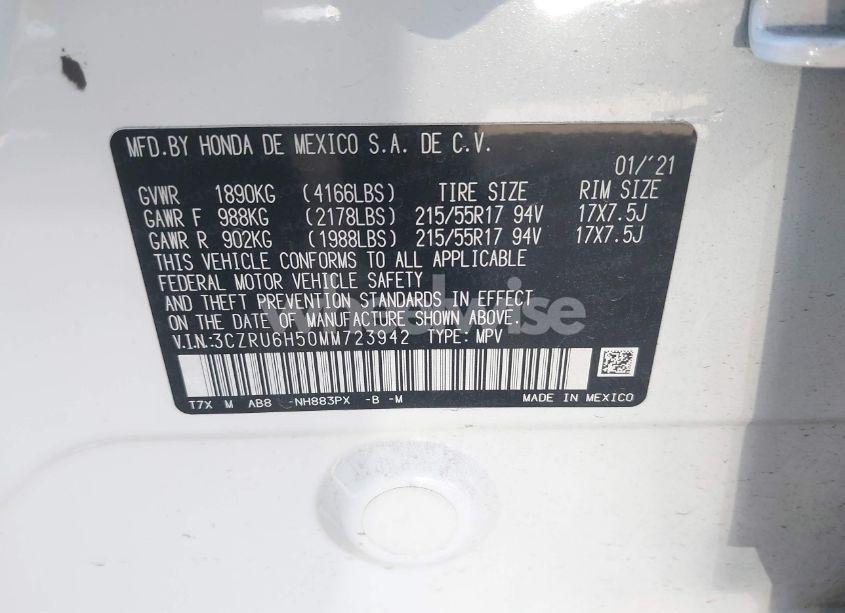 MFD.BY HONDA DE MEXICO S.A. DE C.V.
01/'21
GVWR 1890KG (4166LBS) TIRE SIZE RIM SIZE
GAWR F 988KG (2178LBS) 215/55R17 94V 17X7.5J
GAWR R 902KG (1988LBS) 215/55R17 94V 17X7.5J
THIS VEHICLE CONFORMS TO ALL APPLICABLE
FEDERAL MOTOR VEHICLE SAFETY
AND THEFT PREVENTION STANDARDS IN EFFECT
ON THE DATE OF MANUFACTURE SHOWN ABOVE.
V.I.N.:3CZRU6H50MM723942 TYPE: MPV
T7X M AB8 -NH883PX -B -M MADE IN MEXICO